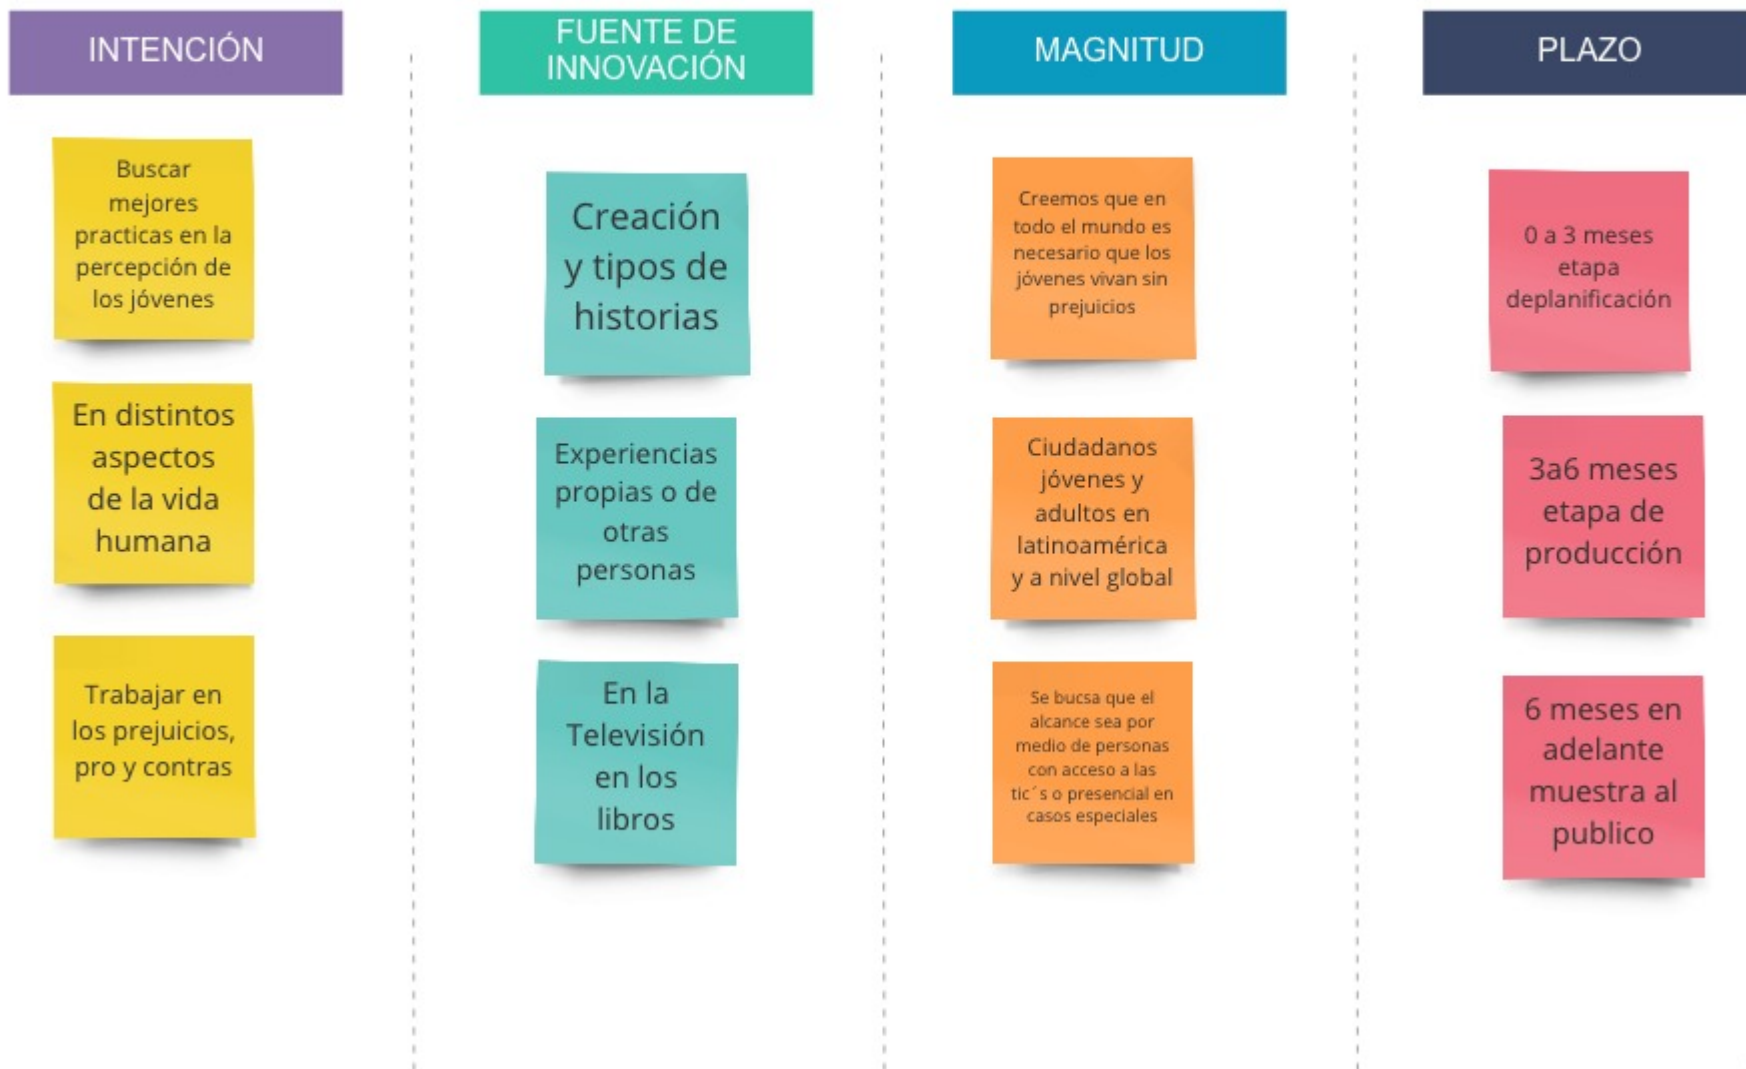 INTENCIÓN
Buscar
mejores
practicas en la
percepción de
los jóvenes
En distintos
aspectos
de la vida
humana
Trabajar en
los prejuicios,
pro y contras
FUENTE DE
INNOVACIÓN
Creación
y tipos de
historias
Experiencias
propias o de
otras
personas
En la
Televisión
en los
libros
MAGNITUD
Creemos que en
todo el mundo es
necesario que los
jóvenes vivan sin
prejuicios
Ciudadanos
jóvenes y
adultos en
latinoamérica
y a nivel global
Se bucsa que el
alcance sea por
medio de personas
con acceso a las
tic´s o presencial en
casos especiales
PLAZO
0 a 3 meses
etapa
deplanificación
3a6 meses
etapa de
producción
6 meses en
adelante
muestra al
publico